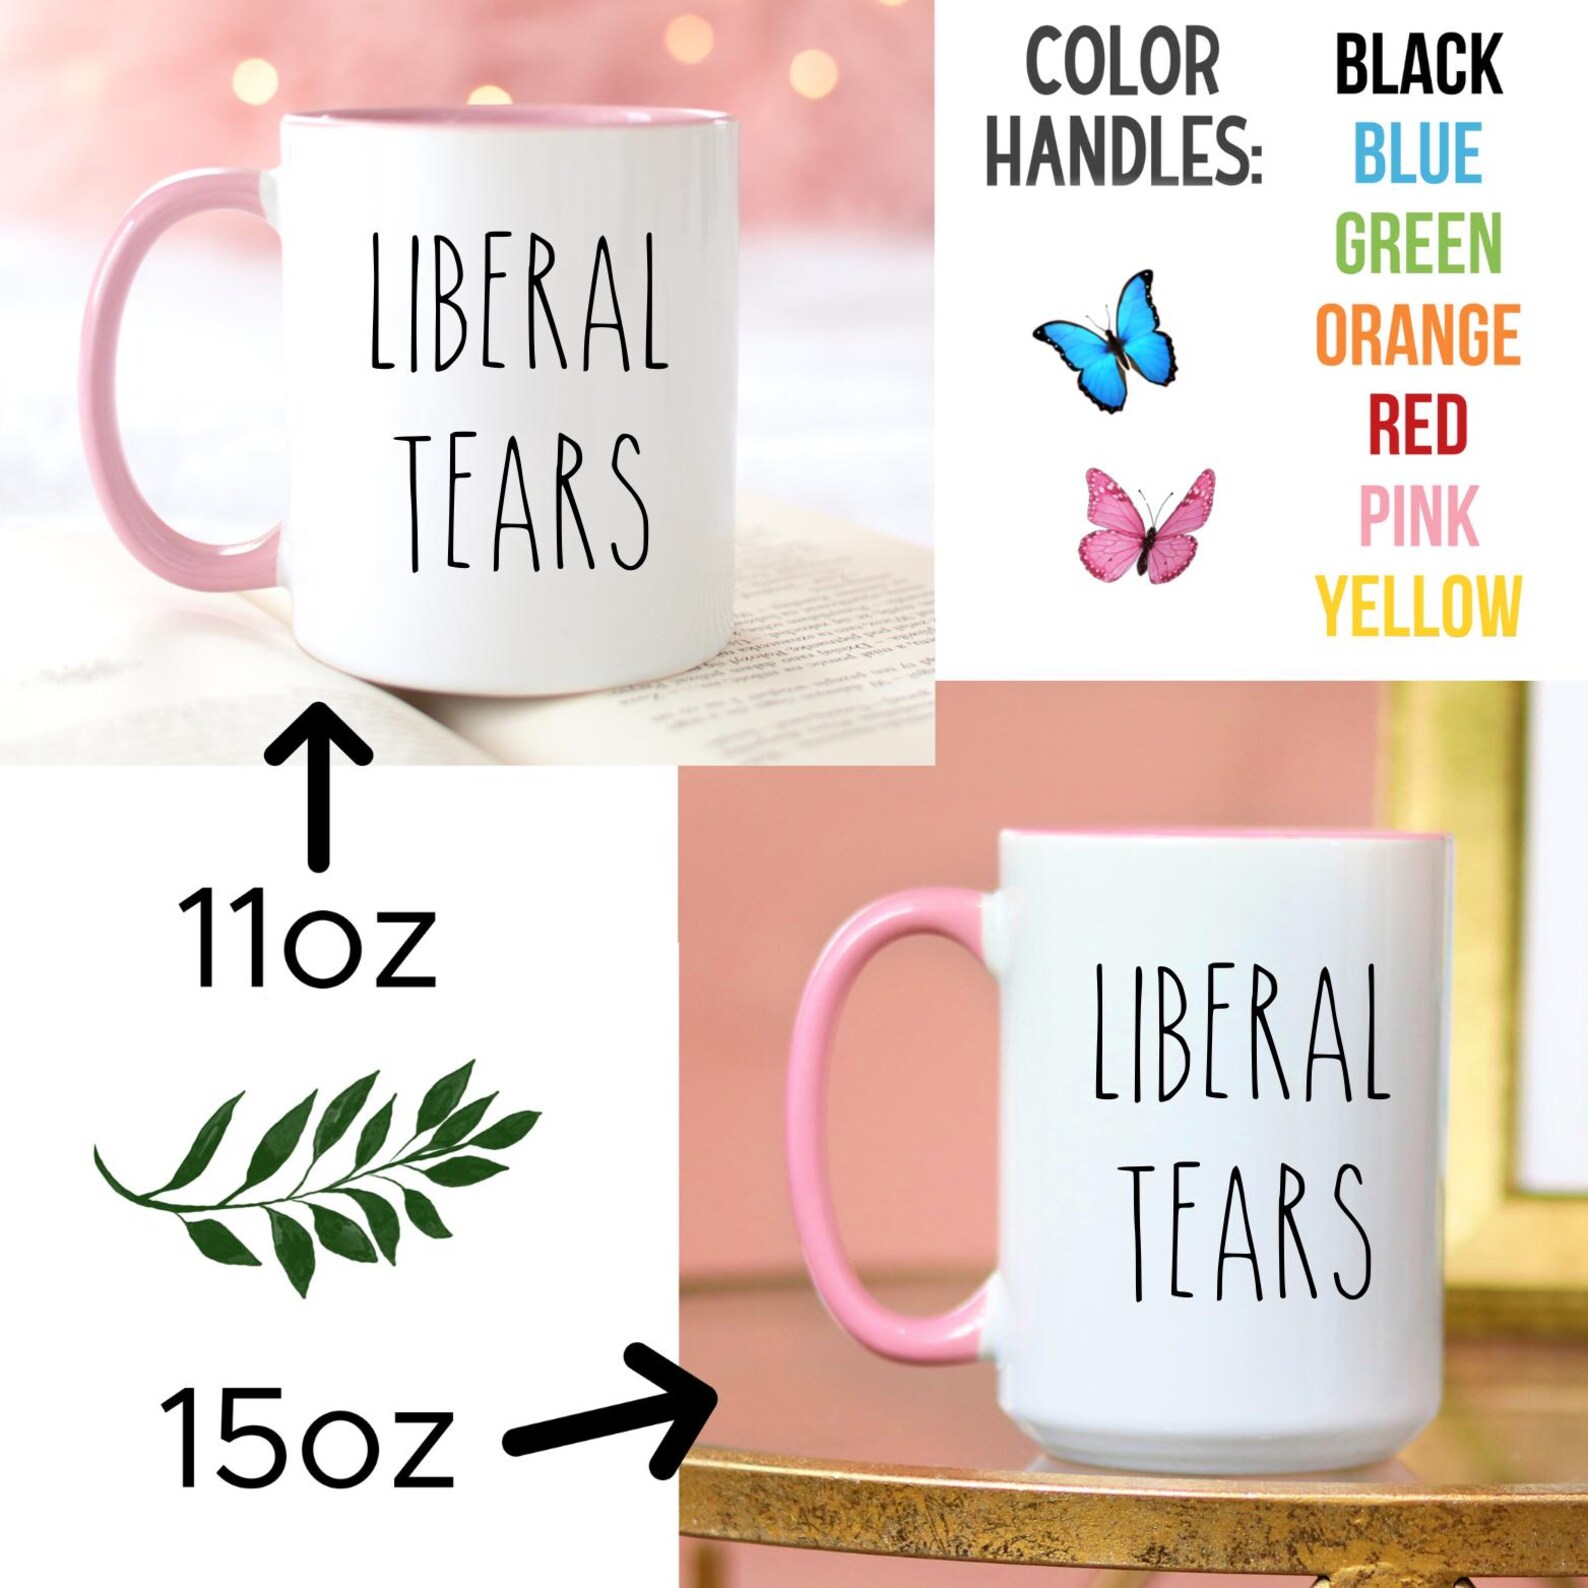 LIBERAL
TEARS
COLOR
HANDLES:
BLACK
BLUE
GREEN
ORANGE
RED
PINK
YELLOW
11oz
15oz
LIBERAL
TEARS